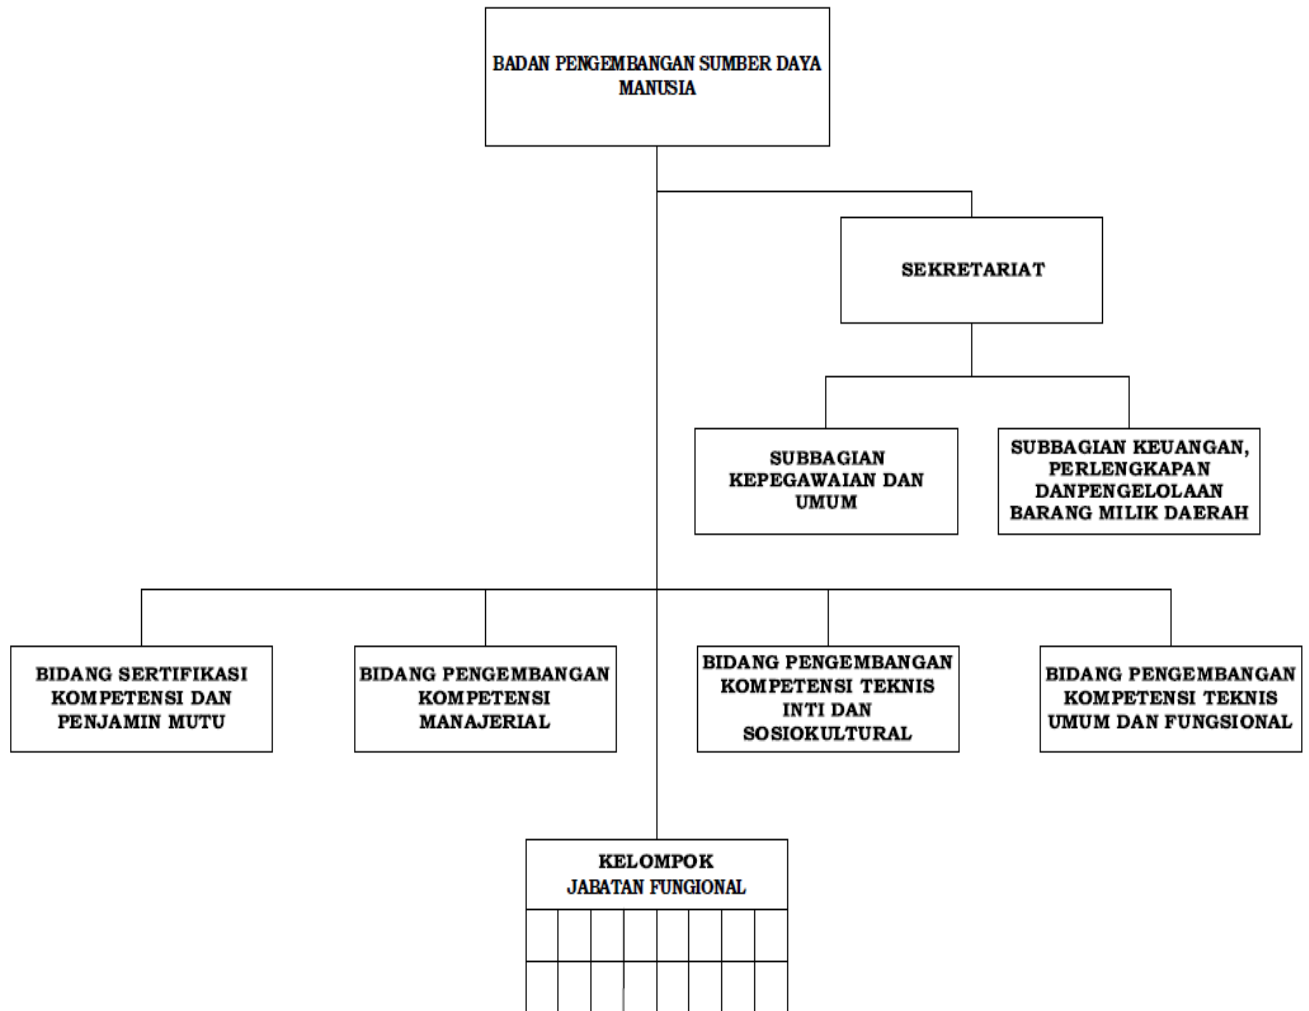 BADAN PENGEMBANGAN SUMBER DAYA
MANUSIA
SEKRETARIAT
SUBBAGIAN
KEPEGAWAIAN DAN
UMUM
SUBBAGIAN KEUANGAN,
PERLENGKAPAN
DANPENGELOLAAN
BARANG MILIK DAERAH
BIDANG SERTIFIKASI
KOMPETENSI DAN
PENJAMIN MUTU
BIDANG PENGEMBANGAN
KOMPETENSI
MANAJERIAL
BIDANG PENGEMBANGAN
KOMPETENSI TEKNIS
INTI DAN
SOSIOKULTURAL
BIDANG PENGEMBANGAN
KOMPETENSI TEKNIS
UMUM DAN FUNGSIONAL
KELOMPOK
JABATAN FUNGIONAL